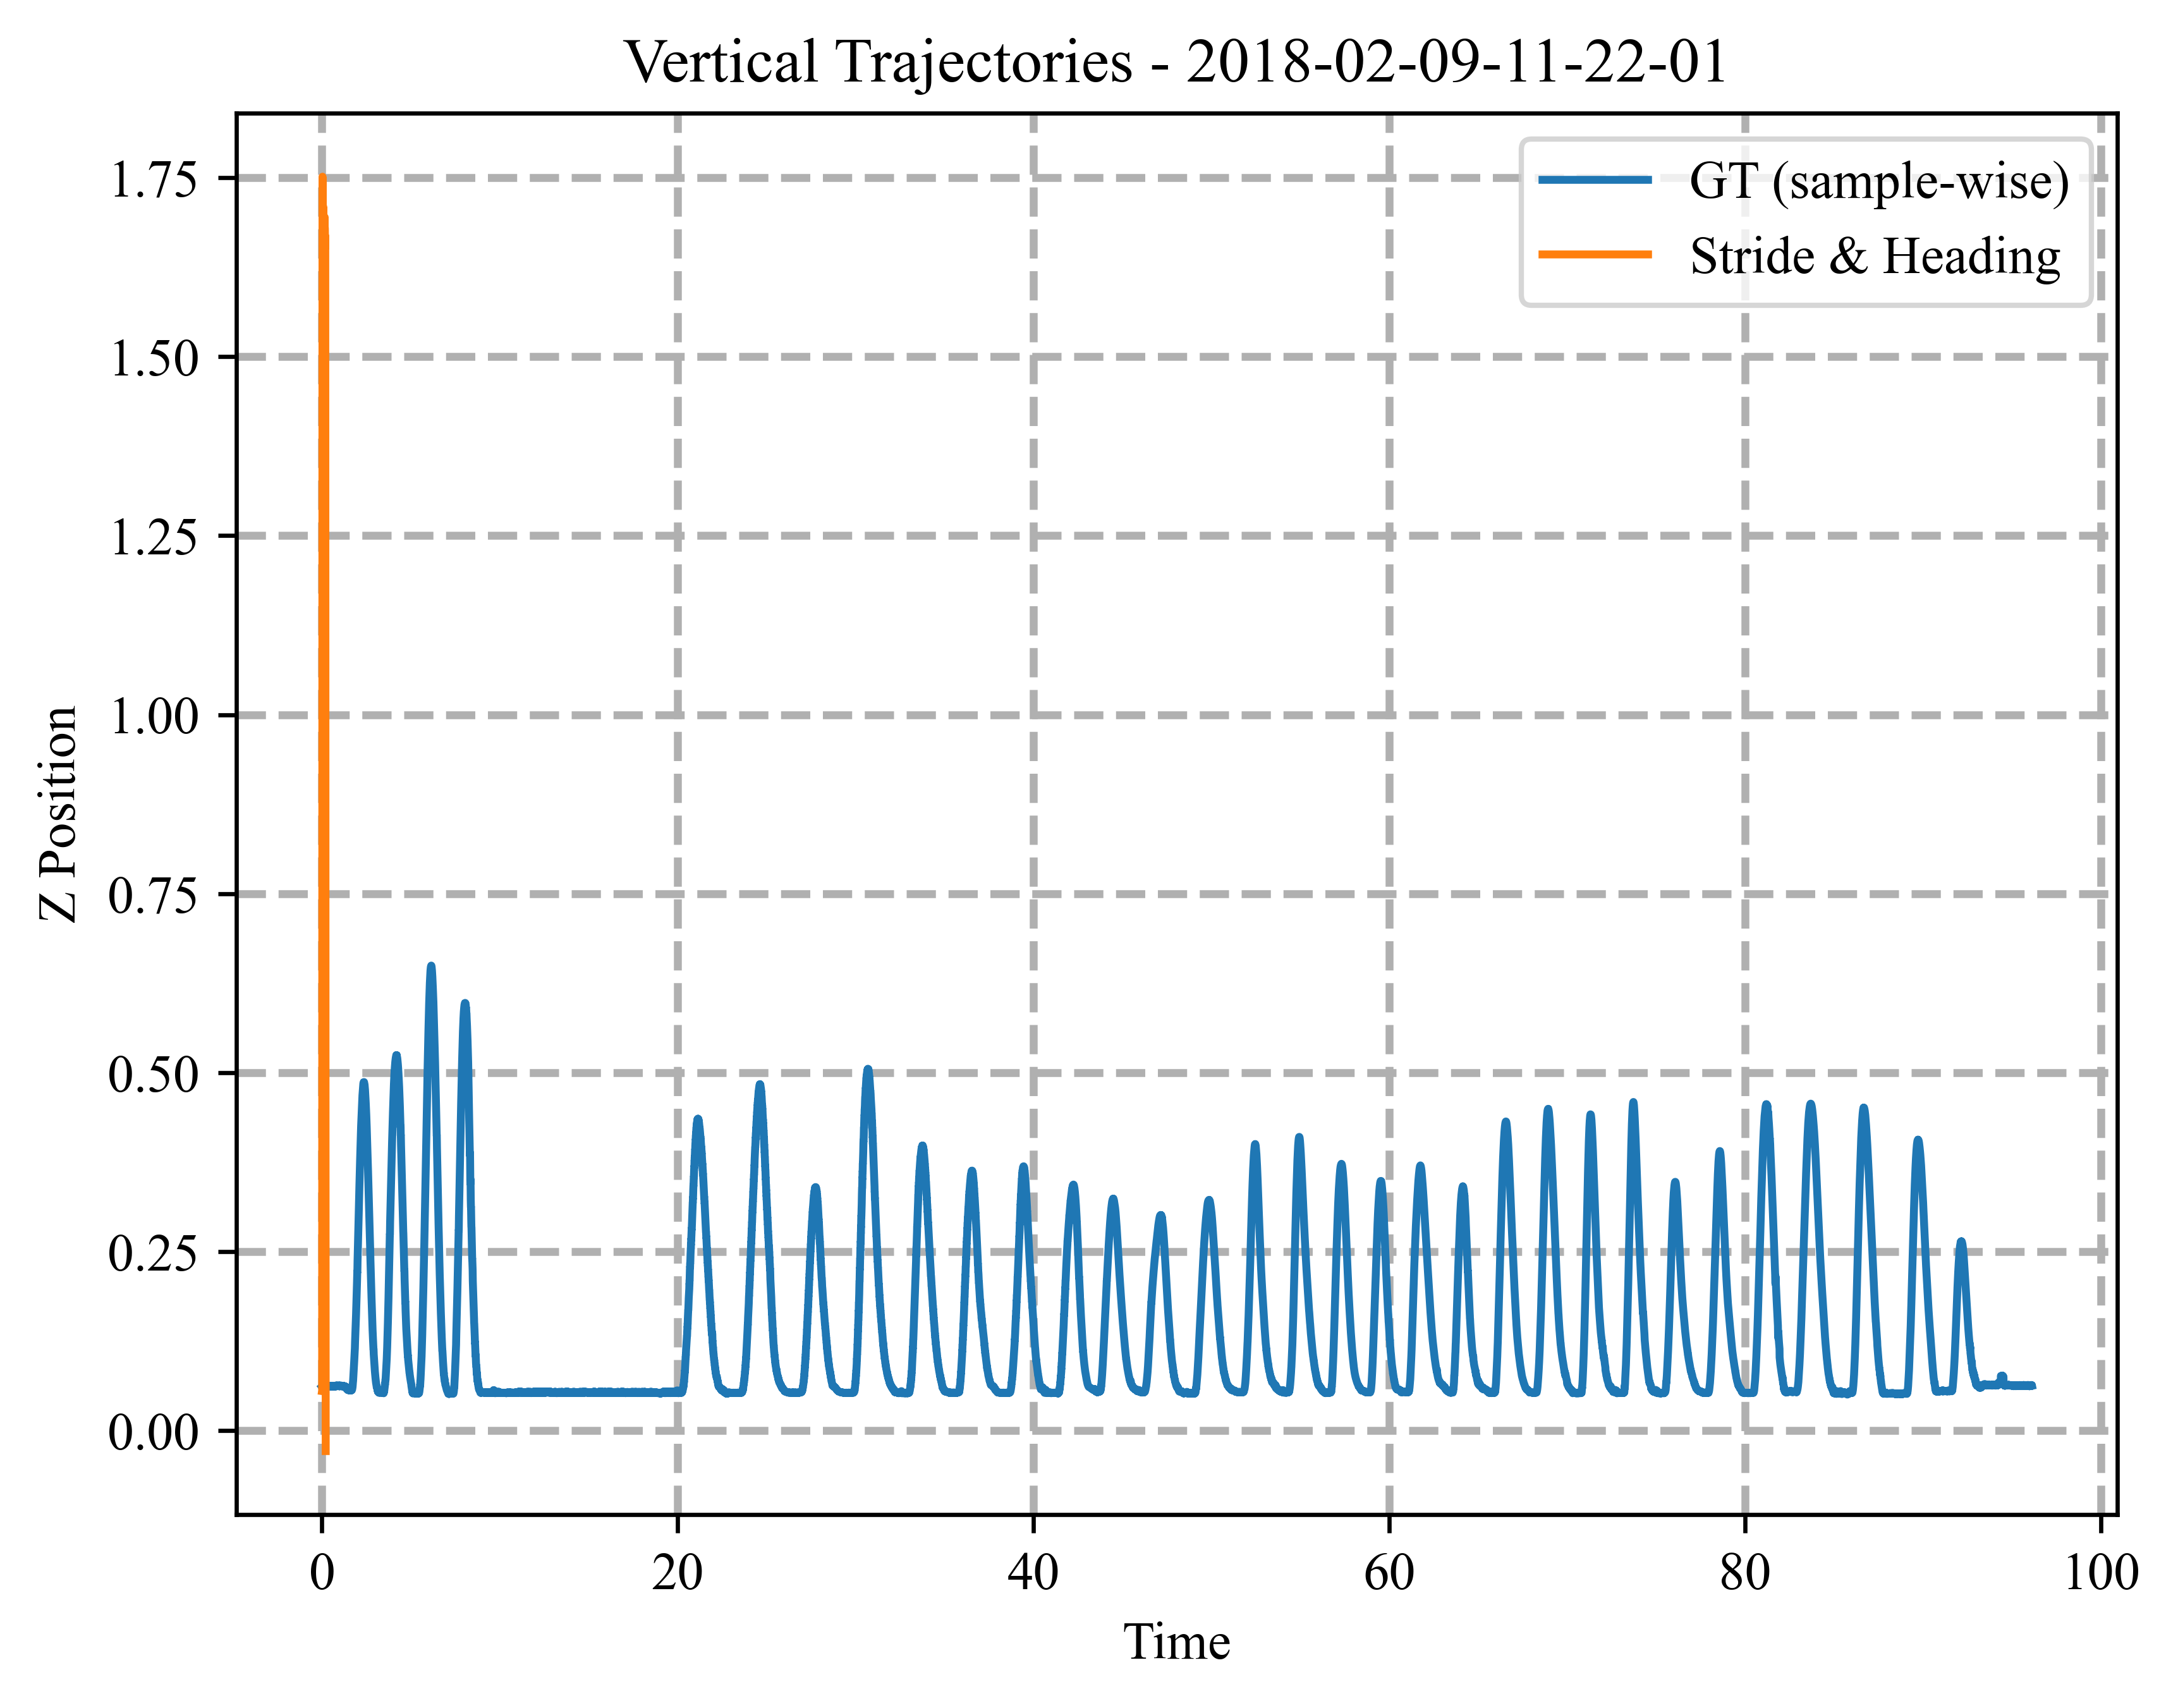 Vertical Trajectories - 2018-02-09-11-22-01
GT (sample-wise)
Stride & Heading
1.75
1.50
1.25
1.00
0.75
0.50
0.25
0.00
Z Position
0 20 40 60 80 100
Time